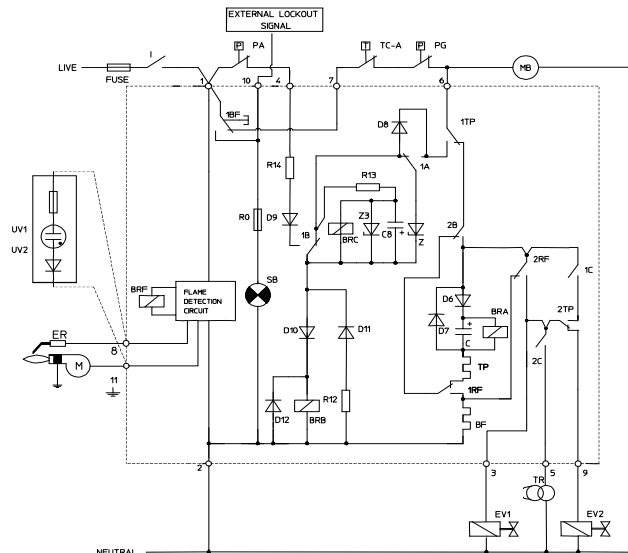 EXTERNAL LOCKOUT
SIGNAL
LIVE
FUSE
I
P
PA
T
TC-A
P
PG
MB
1
10
4
7
6
1BF
D8
1TP
1A
R14
R13
UV1
UV2
R0
D9
1B
BRC
Z3
C8
+
Z
2B
2RF
1C
BRF
FLAME
DETECTION
CIRCUIT
SB
D6
BRA
D7
+
C
2TP
2C
ER
8
M
11
D10
D11
TP
1RF
D12
BRB
R12
BF
2
3
TR
5
9
EV1
EV2
NEUTRAL